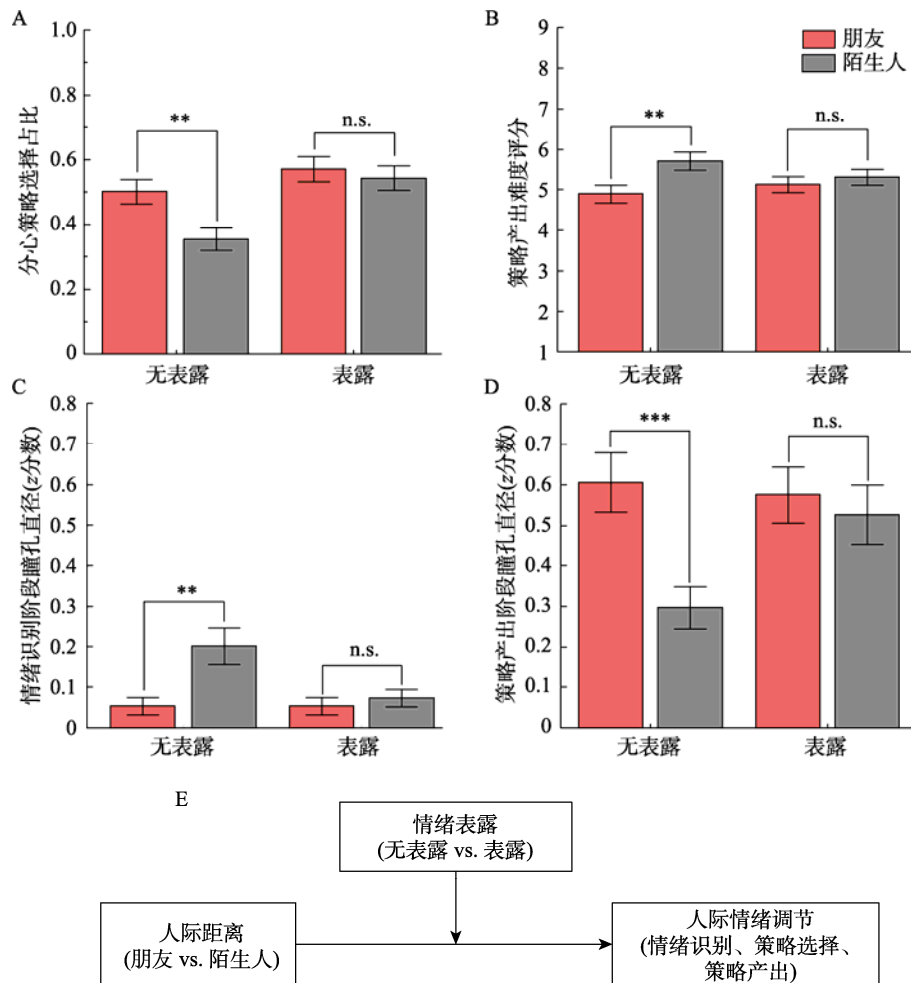 A
分心策略选择占比
1.0
0.8
0.6
0.4
0.2
0
**
n.s.
无表露
表露
B
策略产出难度评分
9
8
7
6
5
4
3
2
1
朋友
陌生人
**
n.s.
无表露
表露
C
情绪识别阶段瞳孔直径(z分数)
0.8
0.7
0.6
0.5
0.4
0.3
0.2
0.1
0
**
n.s.
无表露
表露
D
策略产出阶段瞳孔直径(z分数)
0.8
0.7
0.6
0.5
0.4
0.3
0.2
0.1
0
***
n.s.
无表露
表露
E
情绪表露
(无表露 vs. 表露)
人际距离
(朋友 vs. 陌生人)
人际情绪调节
(情绪识别、策略选择、
策略产出)